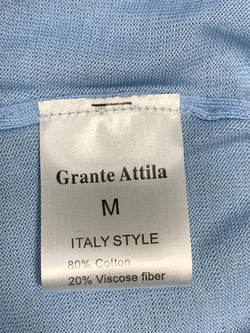 Grante Attila
M
ITALY STYLE
80% Cotton
20% Viscose fiber